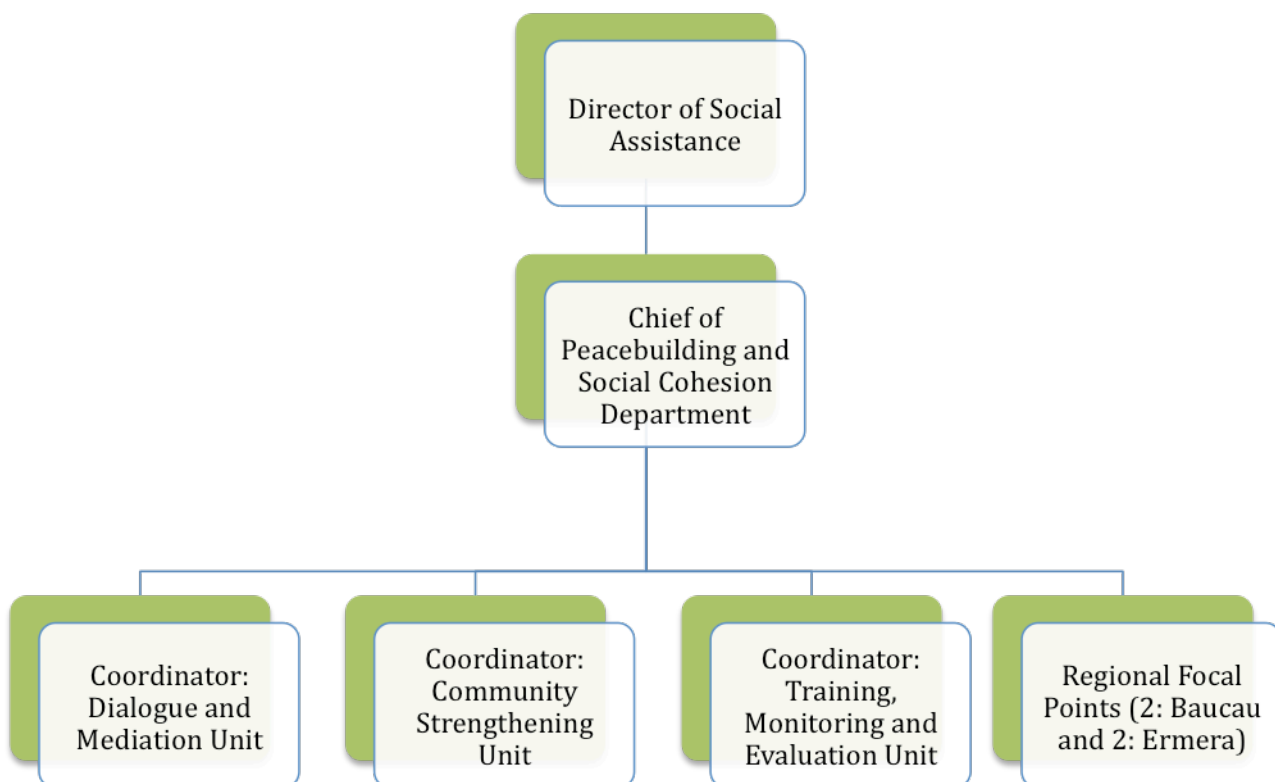 Director of Social
Assistance
Chief of
Peacebuilding and
Social Cohesion
Department
Coordinator:
Dialogue and
Mediation Unit
Coordinator:
Community
Strengthening
Unit
Coordinator:
Training,
Monitoring and
Evaluation Unit
Regional Focal
Points (2: Baucau
and 2: Ermera)